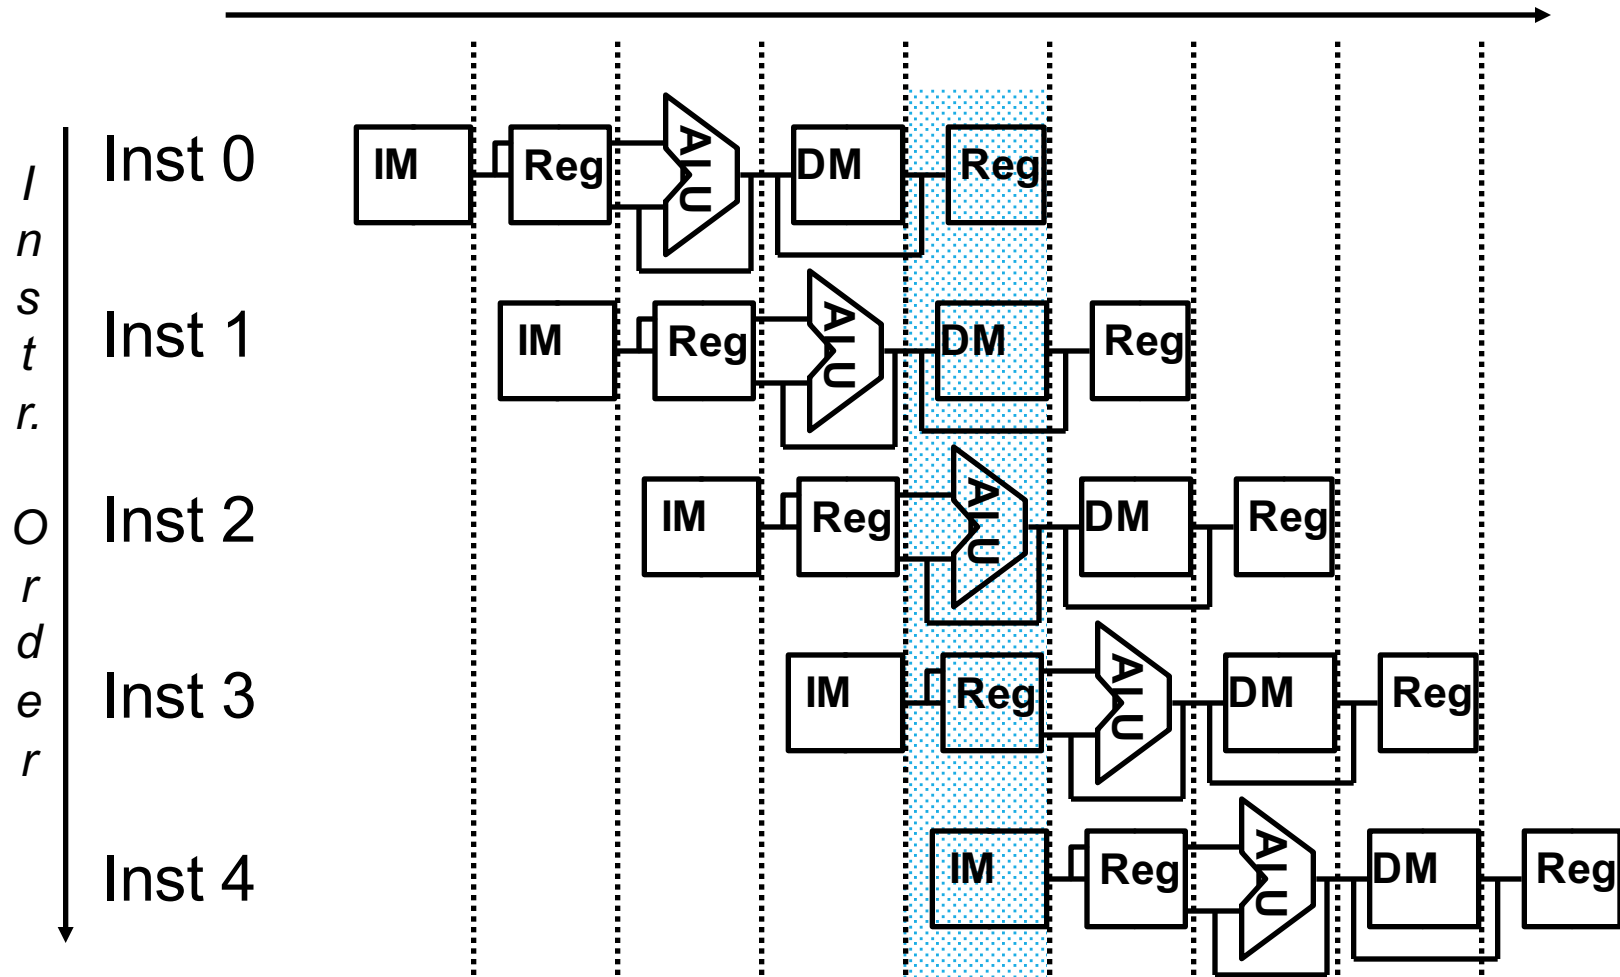 Instr. Order
Inst 0
IM Reg ALU DM Reg
Inst 1
IM Reg ALU DM Reg
Inst 2
IM Reg ALU DM Reg
Inst 3
IM Reg ALU DM Reg
Inst 4
IM Reg ALU DM Reg